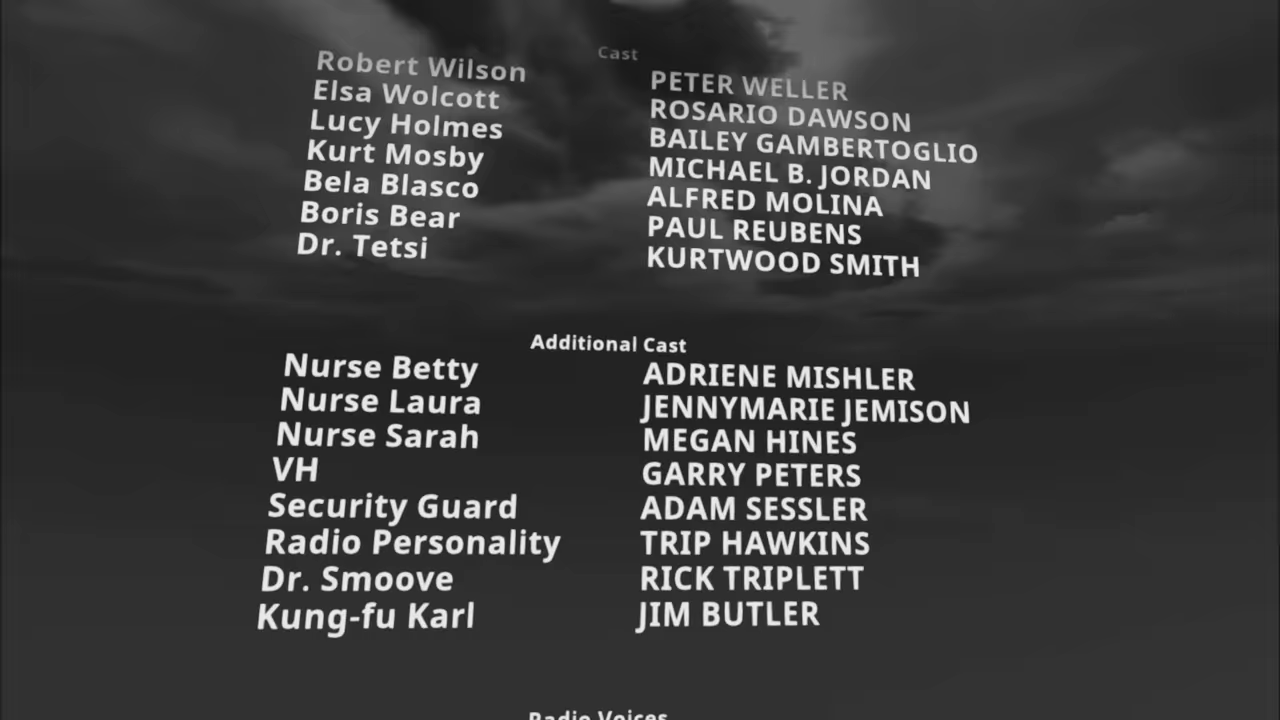 Cast
Robert Wilson PETER WELLER
Elsa Wolcott ROSARIO DAWSON
Lucy Holmes BAILEY GAMBERTOGLIO
Kurt Mosby MICHAEL B. JORDAN
Bela Blasco ALFRED MOLINA
Boris Bear PAUL REUBENS
Dr. Tetsi KURTWOOD SMITH
Additional Cast
Nurse Betty ADRIENE MISHLER
Nurse Laura JENNYMARIE JEMISON
Nurse Sarah MEGAN HINES
VH GARRY PETERS
Security Guard ADAM SESSLER
Radio Personality TRIP HAWKINS
Dr. Smoove RICK TRIPLETT
Kung-fu Karl JIM BUTLER
Radio Voices